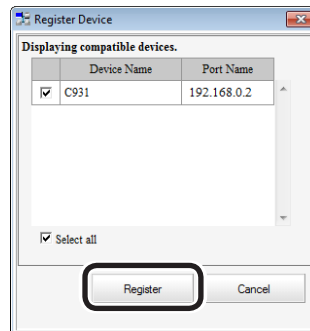 Register Device
Displaying compatible devices.
Device Name Port Name
C931 192.168.0.2
Select all
Register Cancel